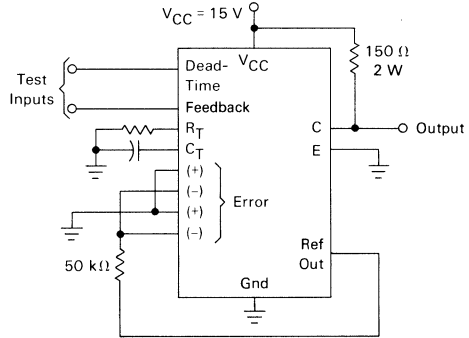 V_CC = 15 V
V_CC
150 Ω
2 W
Test
Inputs
Dead-
Time
Feedback
R_T
C_T
(+)
(−)
(+)
(−)
Error
C
E
Output
Ref
Out
50 kΩ
Gnd